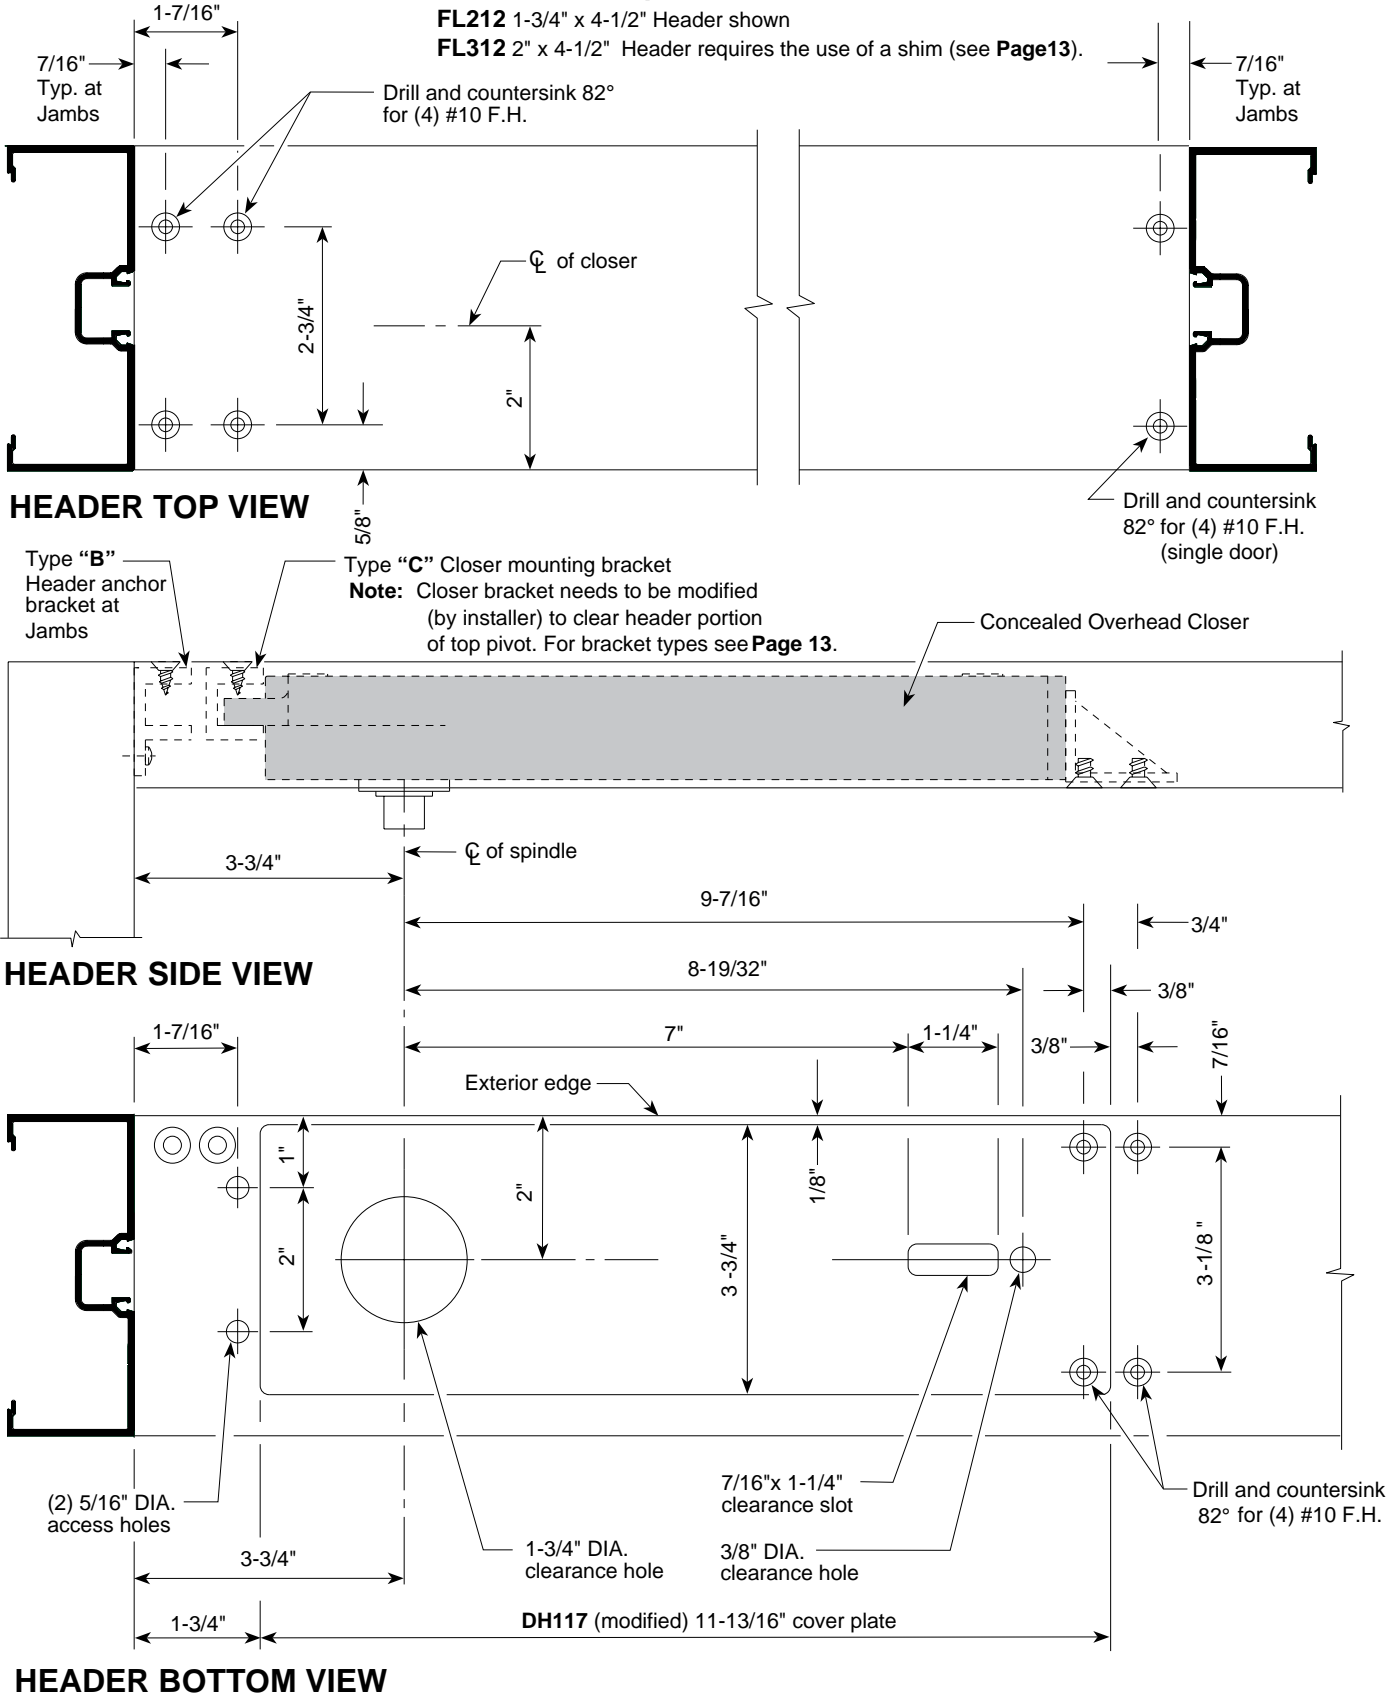 1-7/16"
FL212 1-3/4" x 4-1/2" Header shown
FL312 2" x 4-1/2" Header requires the use of a shim (see Page13).
7/16"
Typ. at
Jambs
Drill and countersink 82°
for (4) #10 F.H.
7/16"
Typ. at
Jambs
℄ of closer
2-3/4"
2"
5/8"
HEADER TOP VIEW
Drill and countersink
82° for (4) #10 F.H.
(single door)
Type “B”
Header anchor
bracket at
Jambs
Type “C” Closer mounting bracket
Note: Closer bracket needs to be modified
(by installer) to clear header portion
of top pivot. For bracket types see Page 13.
Concealed Overhead Closer
℄ of spindle
3-3/4"
9-7/16"
3/4"
HEADER SIDE VIEW
8-19/32"
3/8"
1-7/16"
7"
1-1/4"
3/8"
7/16"
Exterior edge
1"
2"
2"
1/8"
3 -3/4"
3 -1/8 "
(2) 5/16" DIA.
access holes
7/16"x 1-1/4"
clearance slot
Drill and countersink
82° for (4) #10 F.H.
3-3/4"
1-3/4" DIA.
clearance hole
3/8" DIA.
clearance hole
1-3/4"
DH117 (modified) 11-13/16" cover plate
HEADER BOTTOM VIEW